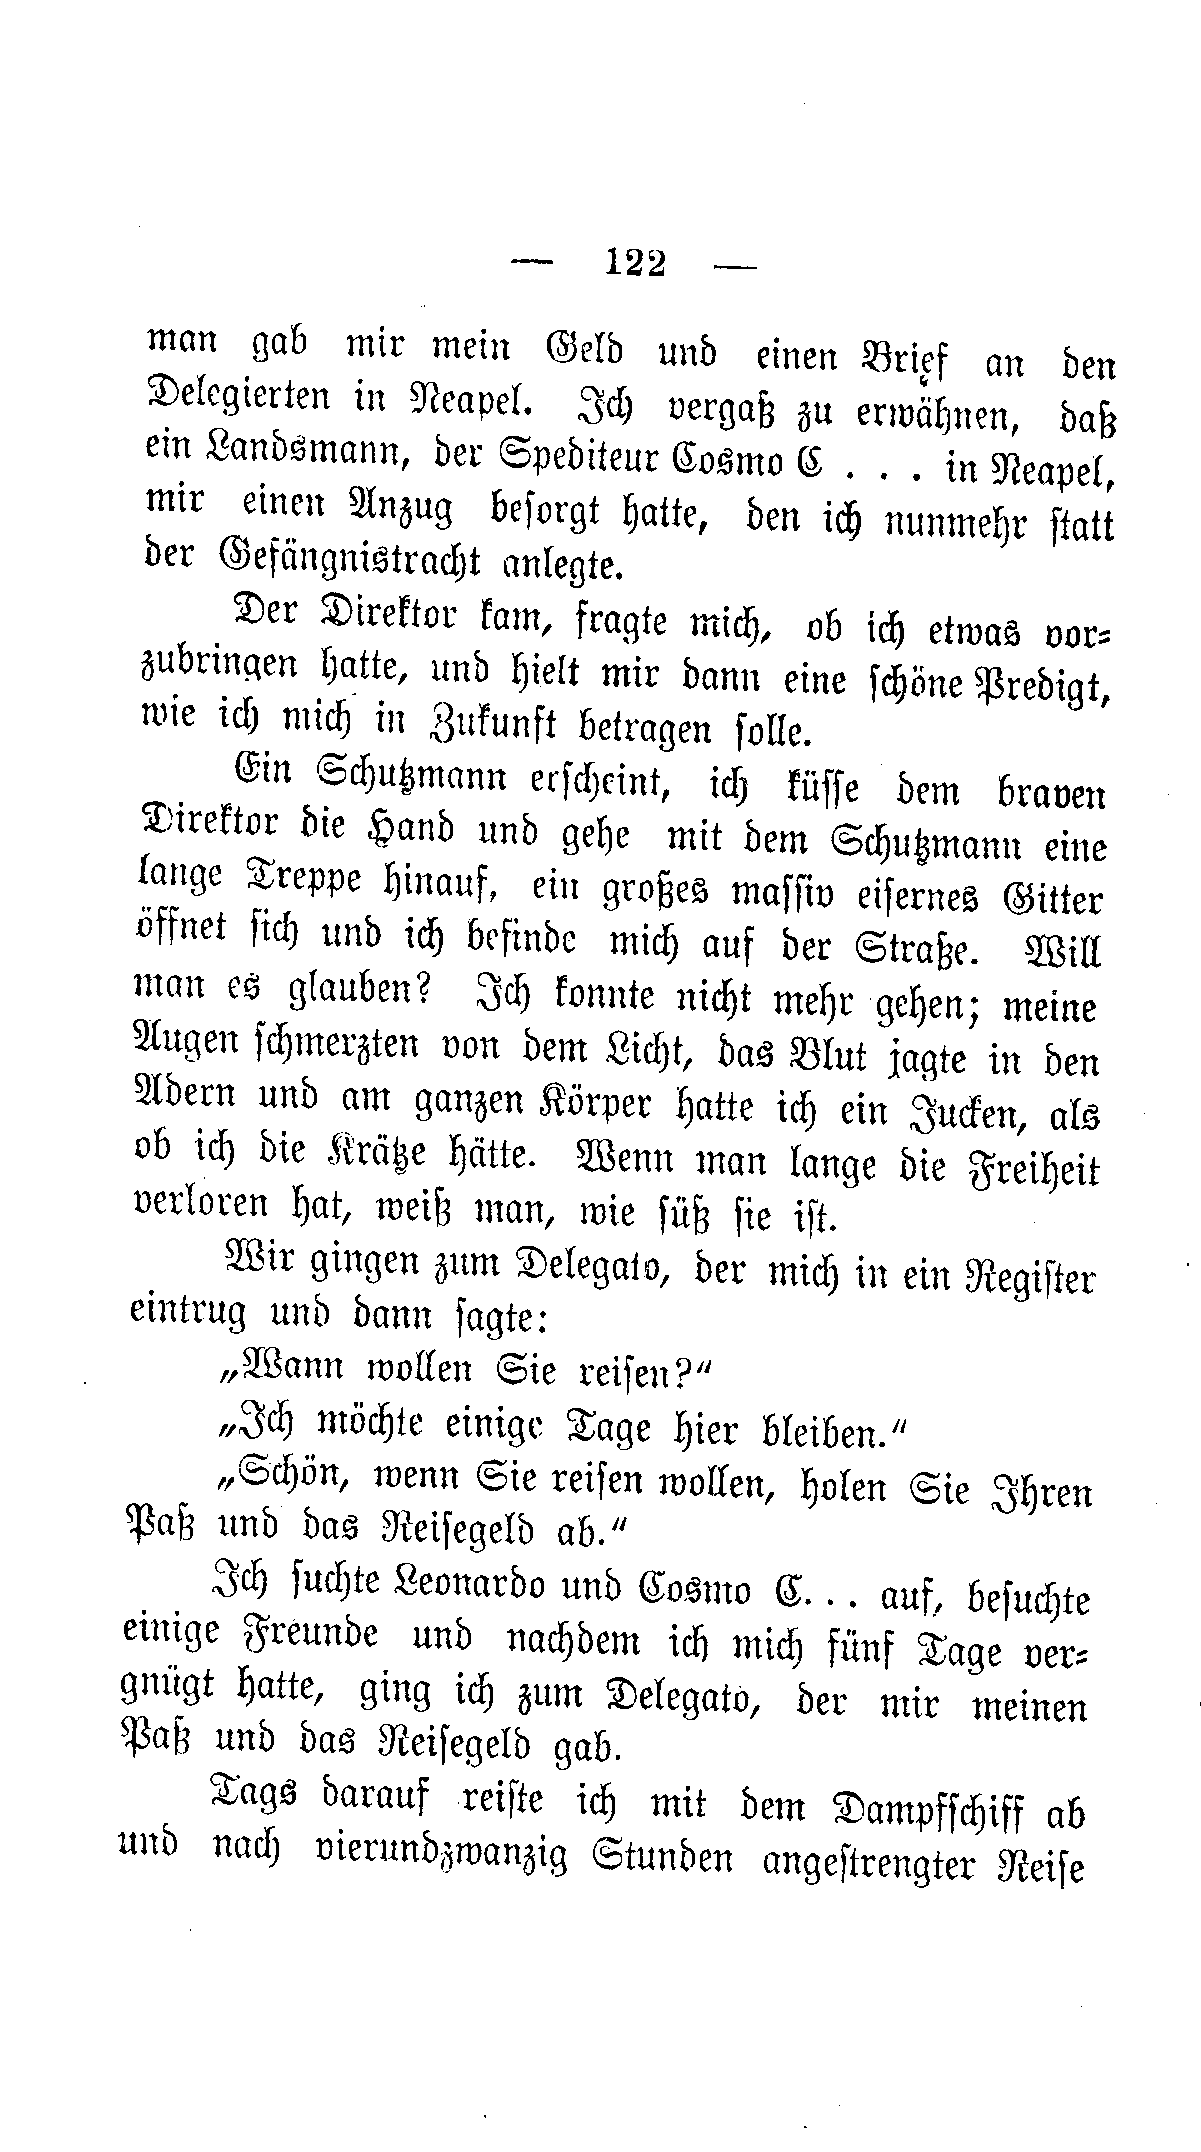 — 122 —
man gab mir mein Geld und einen Brief an den
Delegierten in Neapel. Ich vergaß zu erwähnen, daß
ein Landsmann, der Spediteur Cosmo C . . . in Neapel,
mir einen Anzug besorgt hatte, den ich nunmehr statt
der Gefängnistracht anlegte.
Der Direktor kam, fragte mich, ob ich etwas vor-
zubringen hatte, und hielt mir dann eine schöne Predigt,
wie ich mich in Zukunft betragen solle.
Ein Schutzmann erscheint, ich küsse dem braven
Direktor die Hand und gehe mit dem Schutzmann eine
lange Treppe hinauf, ein großes massiv eisernes Gitter
öffnet sich und ich befinde mich auf der Straße. Will
man es glauben? Ich konnte nicht mehr gehen; meine
Augen schmerzten von dem Licht, das Blut jagte in den
Adern und am ganzen Körper hatte ich ein Jucken, als
ob ich die Krätze hätte. Wenn man lange die Freiheit
verloren hat, weiß man, wie süß sie ist.
Wir gingen zum Delegato, der mich in ein Register
eintrug und dann sagte:
„Wann wollen Sie reisen?“
„Ich möchte einige Tage hier bleiben.“
„Schön, wenn Sie reisen wollen, holen Sie Ihren
Paß und das Reisegeld ab.“
Ich suchte Leonardo und Cosmo C. . . auf, besuchte
einige Freunde und nachdem ich mich fünf Tage ver-
gnügt hatte, ging ich zum Delegato, der mir meinen
Paß und das Reisegeld gab.
Tags darauf reiste ich mit dem Dampfschiff ab
und nach vierundzwanzig Stunden angestrengter Reise